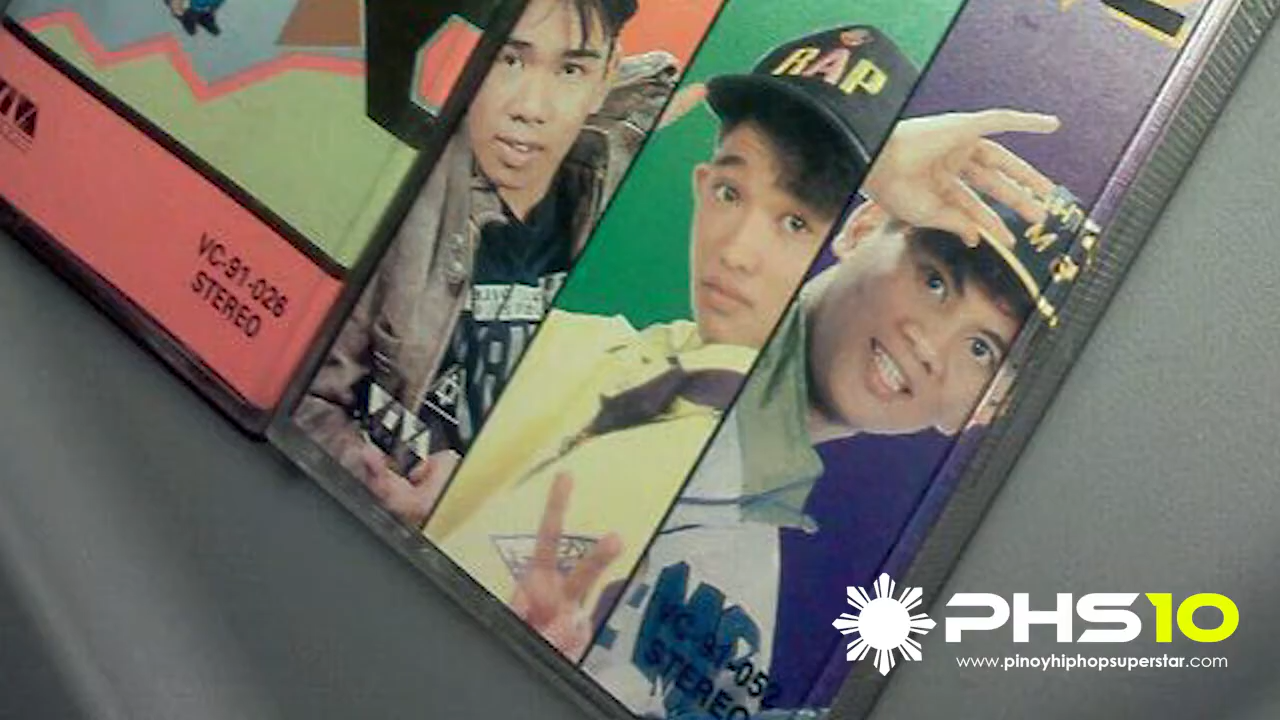 RAP
VIVA
VC-91-026
STEREO
VIVA
VC-91-052
STEREO
PHS10
www.pinoyhiphopsuperstar.com